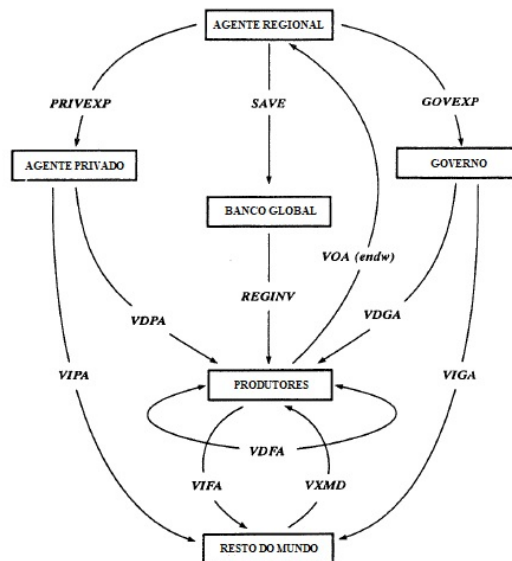 AGENTE REGIONAL
PRIVEXP
SAVE
GOVEXP
AGENTE PRIVADO
GOVERNO
BANCO GLOBAL
VOA (endw)
REGINV
VDPA
VDGA
VIPA
PRODUTORES
VIGA
VDFA
VIFA
VXMD
RESTO DO MUNDO